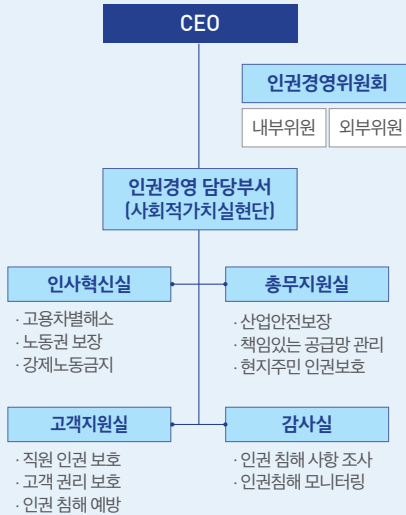 CEO
인권경영위원회
내부위원 외부위원
인권경영 담당부서
(사회적가치실현단)
인사혁신실
· 고용차별해소
· 노동권 보장
· 강제노동금지
총무지원실
· 산업안전보장
· 책임있는 공급망 관리
· 현지주민 인권보호
고객지원실
· 직원 인권 보호
· 고객 권리 보호
· 인권 침해 예방
감사실
· 인권 침해 사항 조사
· 인권침해 모니터링